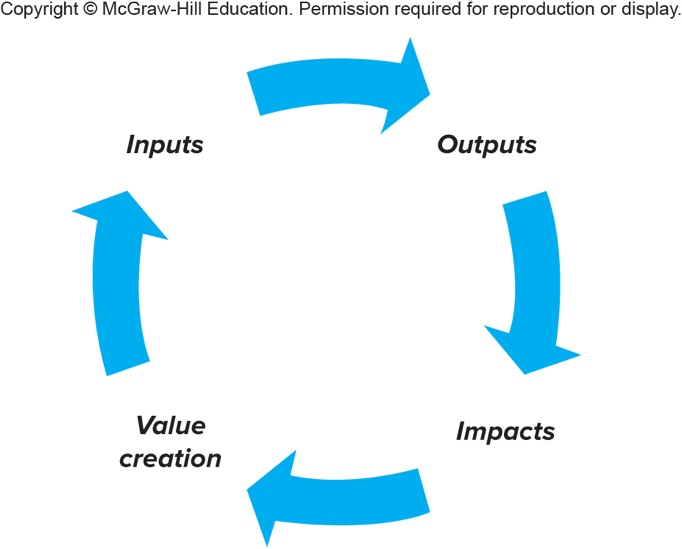 Copyright © McGraw-Hill Education. Permission required for reproduction or display.
Inputs
Outputs
Impacts
Value
creation